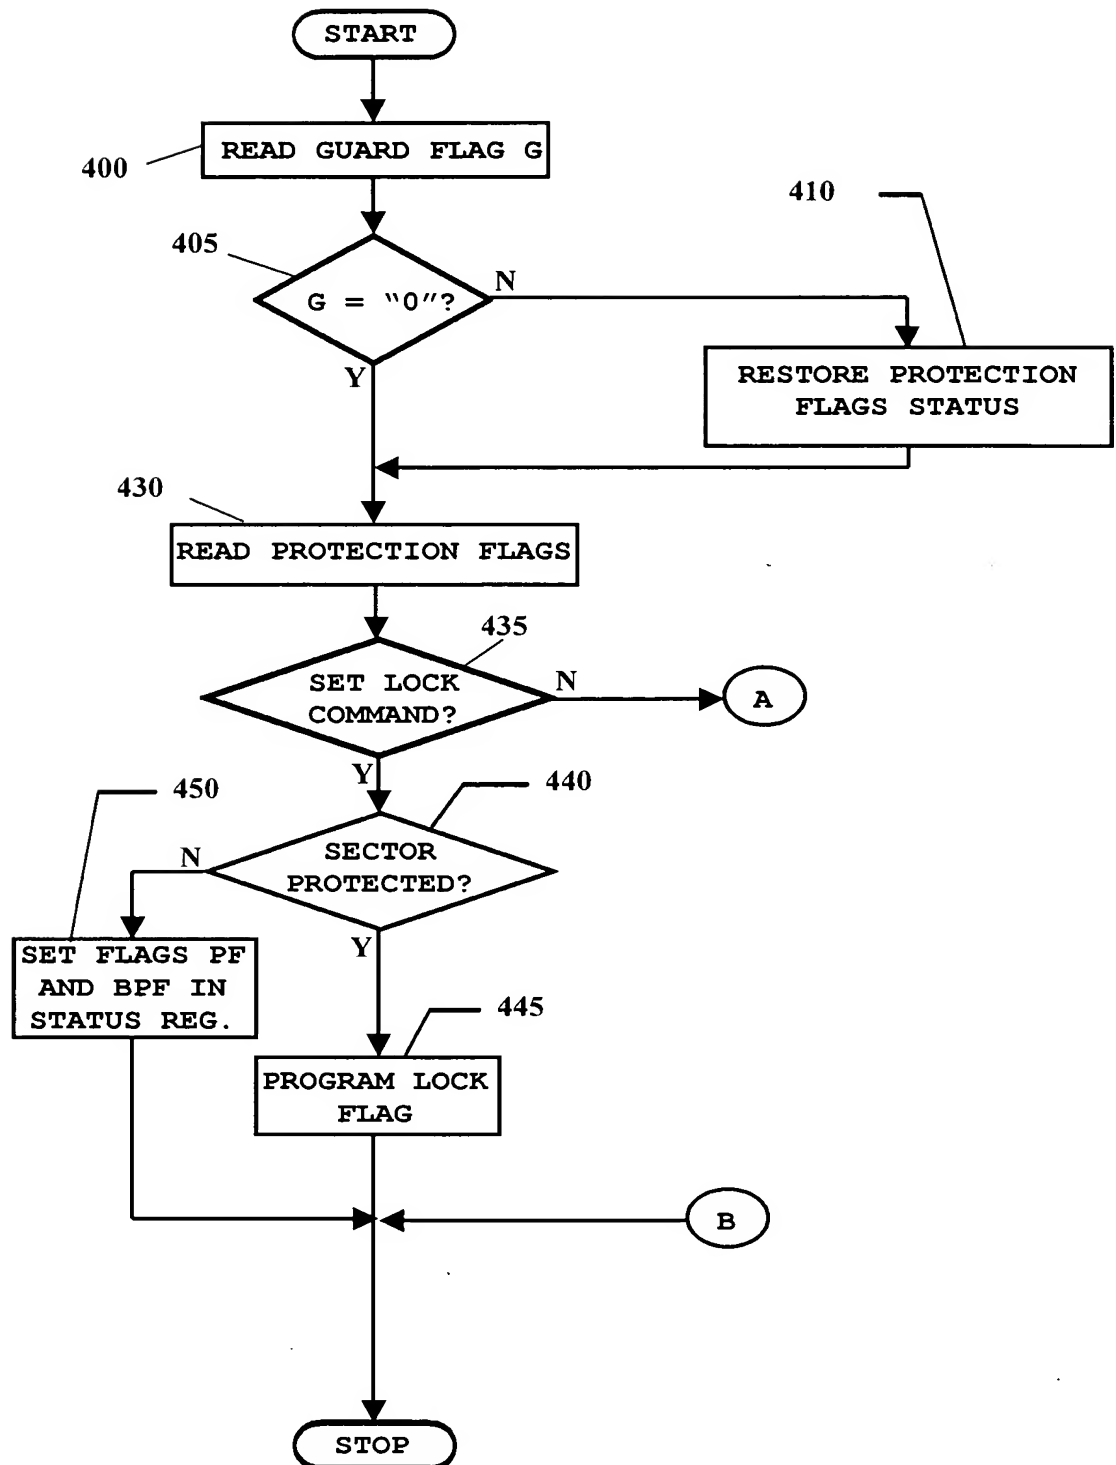 START
400
READ GUARD FLAG G
405
G = "0"?
N
Y
410
RESTORE PROTECTION
FLAGS STATUS
430
READ PROTECTION FLAGS
435
SET LOCK
COMMAND?
N
A
Y
440
SECTOR
PROTECTED?
N
Y
450
SET FLAGS PF
AND BPF IN
STATUS REG.
445
PROGRAM LOCK
FLAG
B
STOP